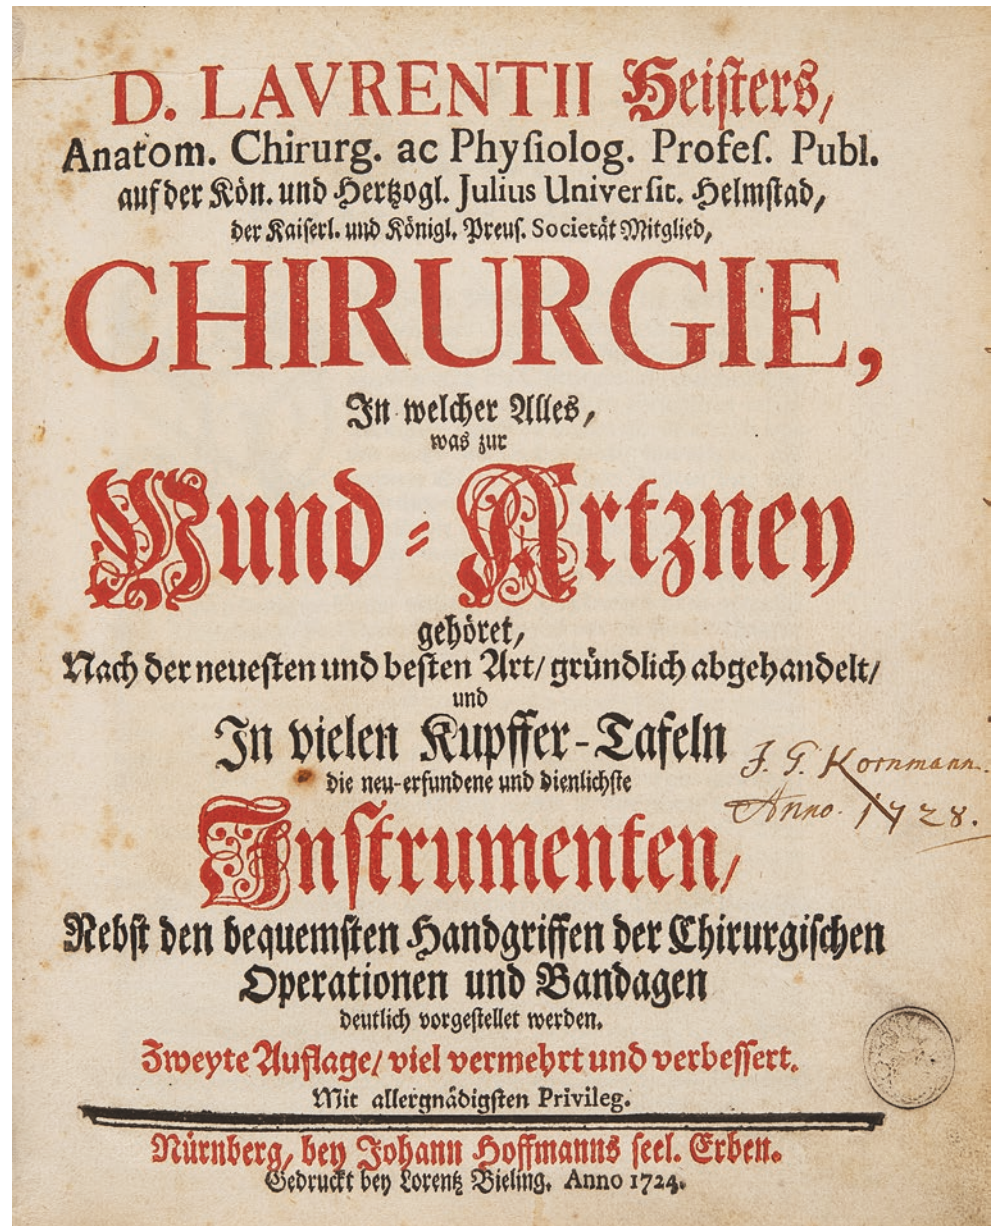 D. LAVRENTII Heiſters/
Anatom. Chirurg. ac Phyſiolog. Profeſ. Publ.
auf der Kön. und Hertzogl. Julius Univerſit. Helmſtad,
der Kaiſerl. und Königl. Preuſ. Societät Mitglied,
CHIRURGIE,
In welcher Alles,
was zur
Wund-Artzney
gehöret,
Nach der neueſten und beſten Art/ gründlich abgehandelt/
und
In vielen Kupffer-Tafeln
die neu-erfundene und dienlichſte
Inſtrumenten/
Nebſt den bequemſten Handgriffen der Chirurgiſchen
Operationen und Bandagen
deutlich vorgeſtellet werden.
Zweyte Auflage/ viel vermehrt und verbeſſert.
Mit allergnädigſten Privileg.
Nürnberg, bey Johann Hoffmanns ſeel. Erben.
Gedruckt bey Lorentz Bieling. Anno 1724.
J. G. Kornmann.
Anno. 1728.